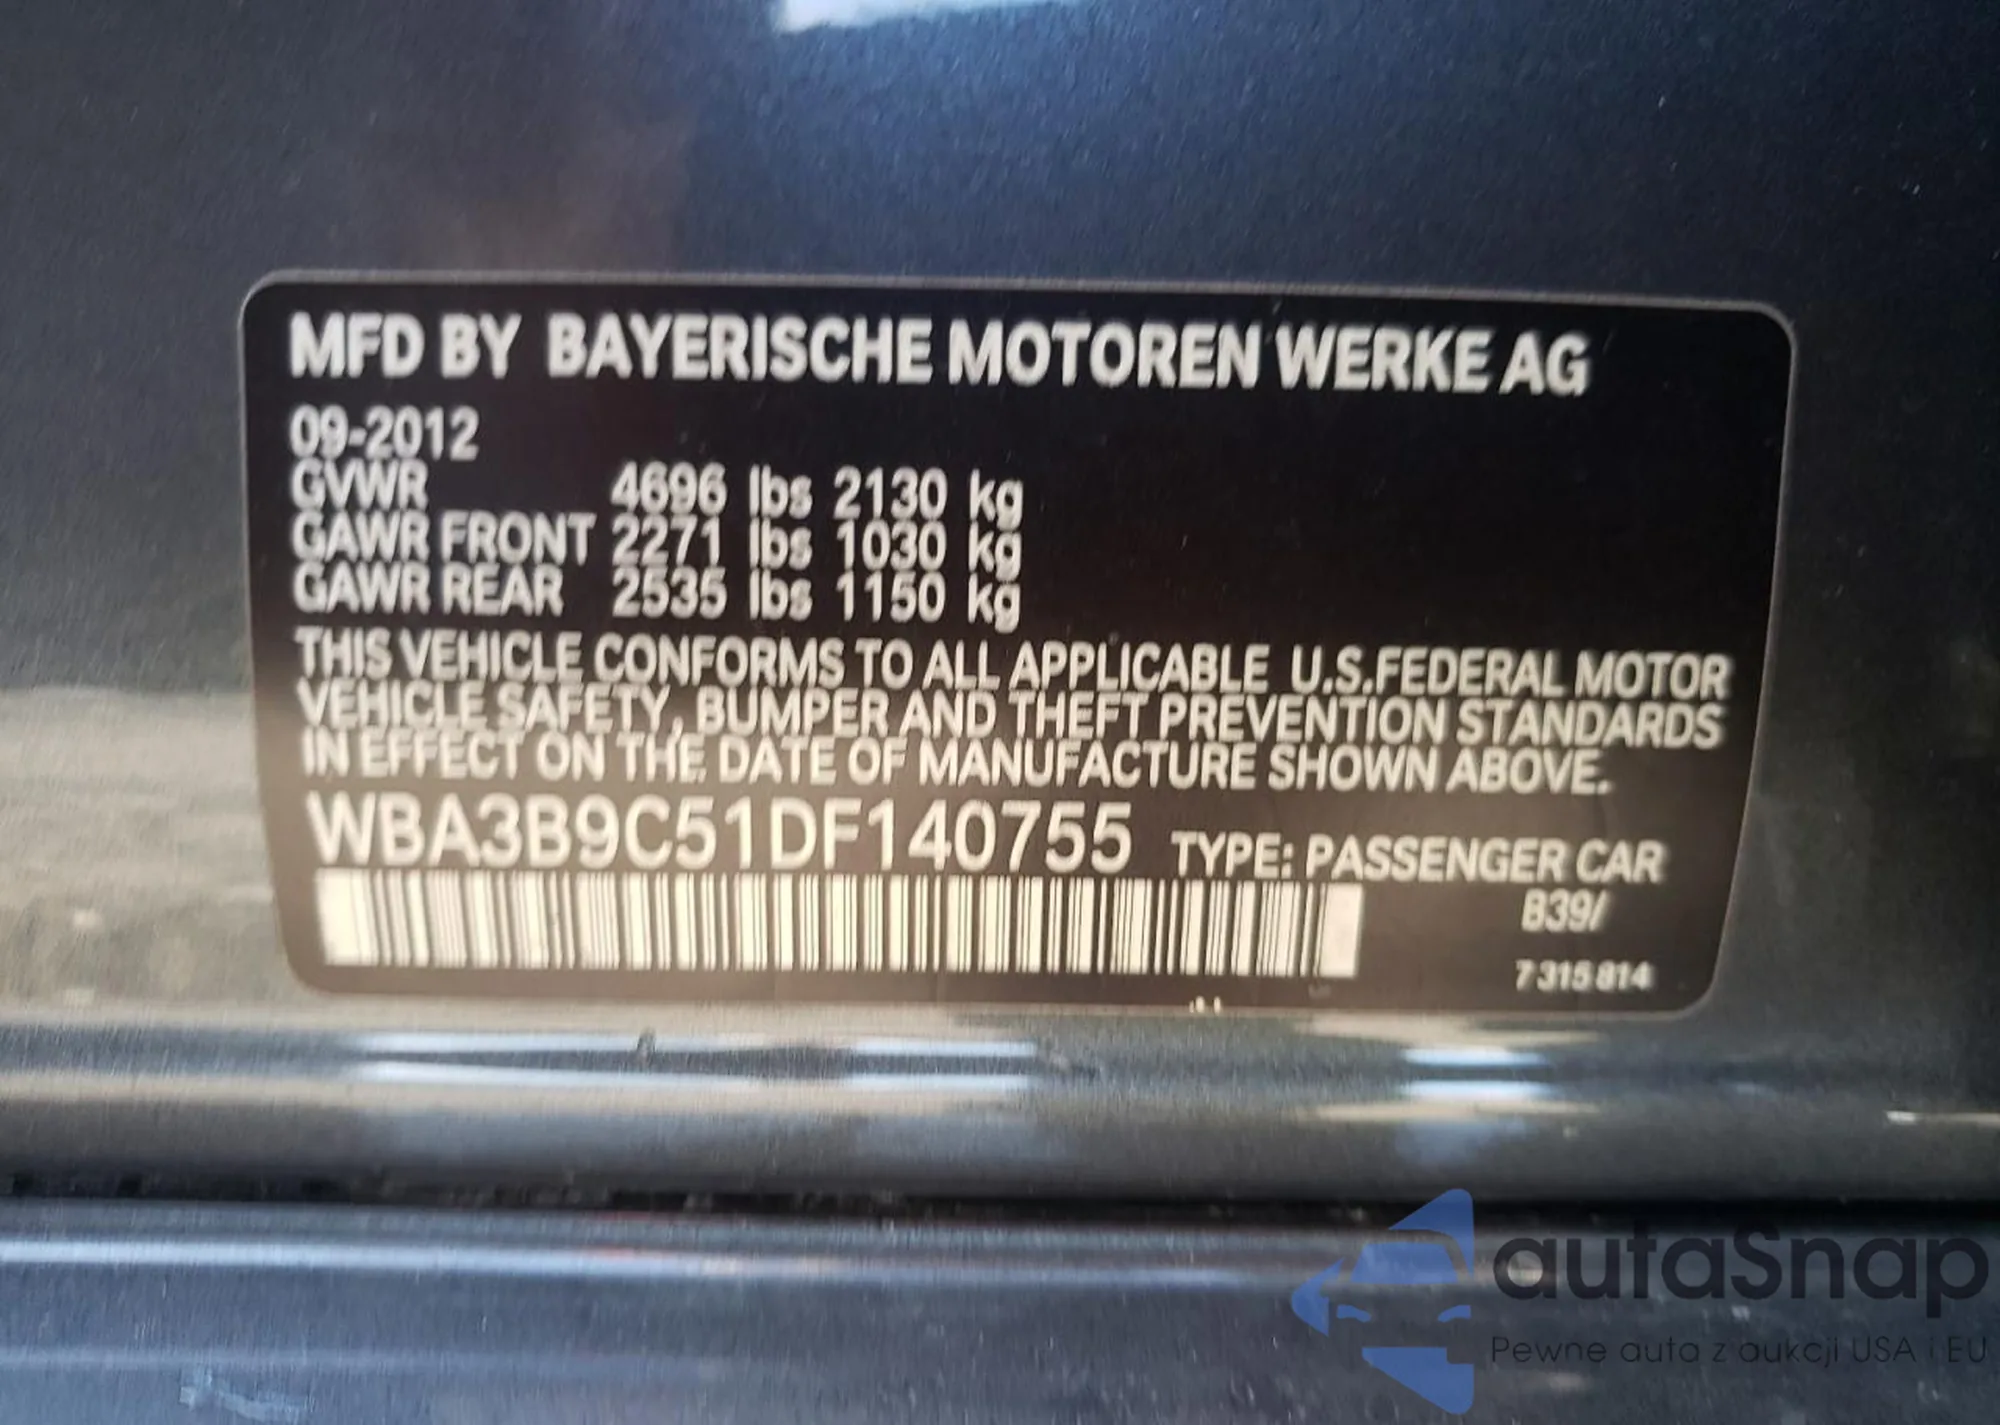 MFD BY BAYERISCHE MOTOREN WERKE AG
09-2012
GVWR 4696 lbs 2130 kg
GAWR FRONT 2271 lbs 1030 kg
GAWR REAR 2535 lbs 1150 kg
THIS VEHICLE CONFORMS TO ALL APPLICABLE U.S.FEDERAL MOTOR
VEHICLE SAFETY, BUMPER AND THEFT PREVENTION STANDARDS
IN EFFECT ON THE DATE OF MANUFACTURE SHOWN ABOVE.
WBA3B9C51DF140755 TYPE: PASSENGER CAR
B39/
7 315 814
autaSnap
Pewne auta z aukcji USA i EU